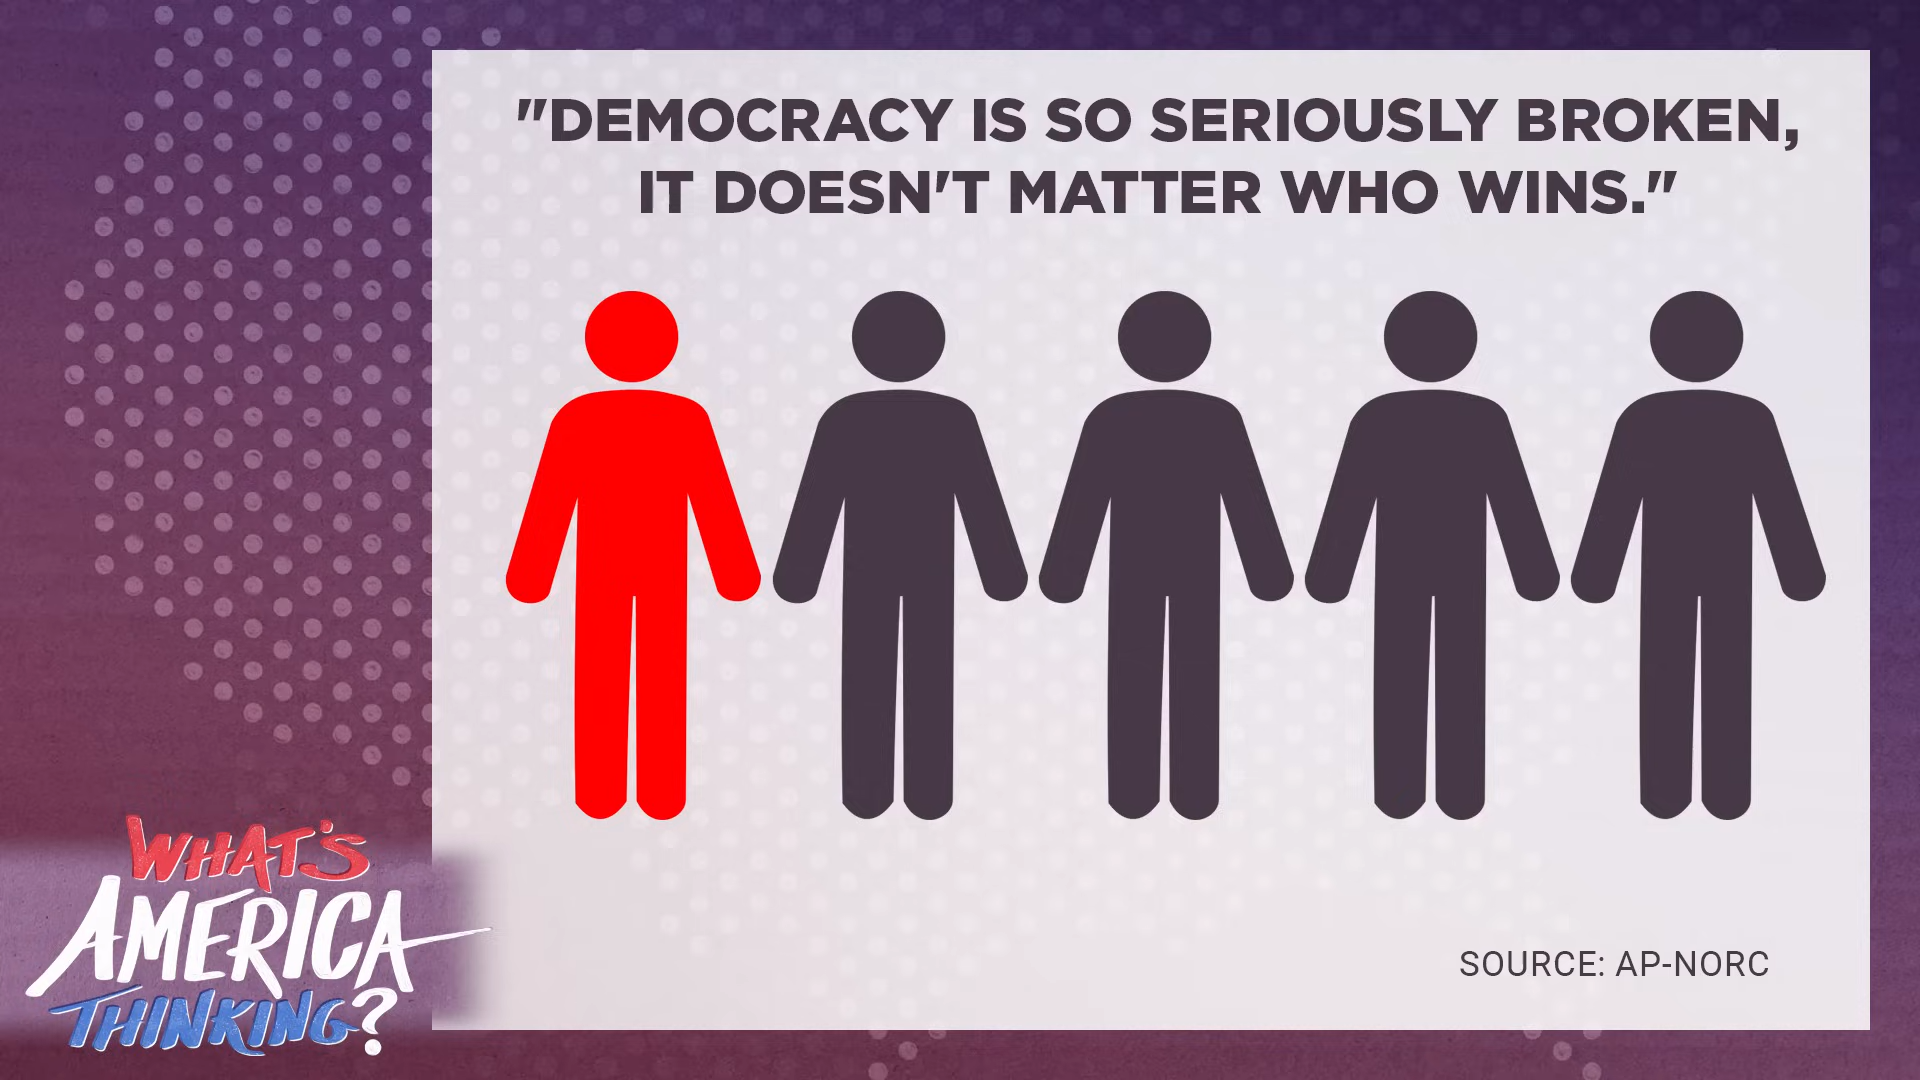 "DEMOCRACY IS SO SERIOUSLY BROKEN,
IT DOESN'T MATTER WHO WINS."
SOURCE: AP-NORC
WHAT'S
AMERICA
THINKING?